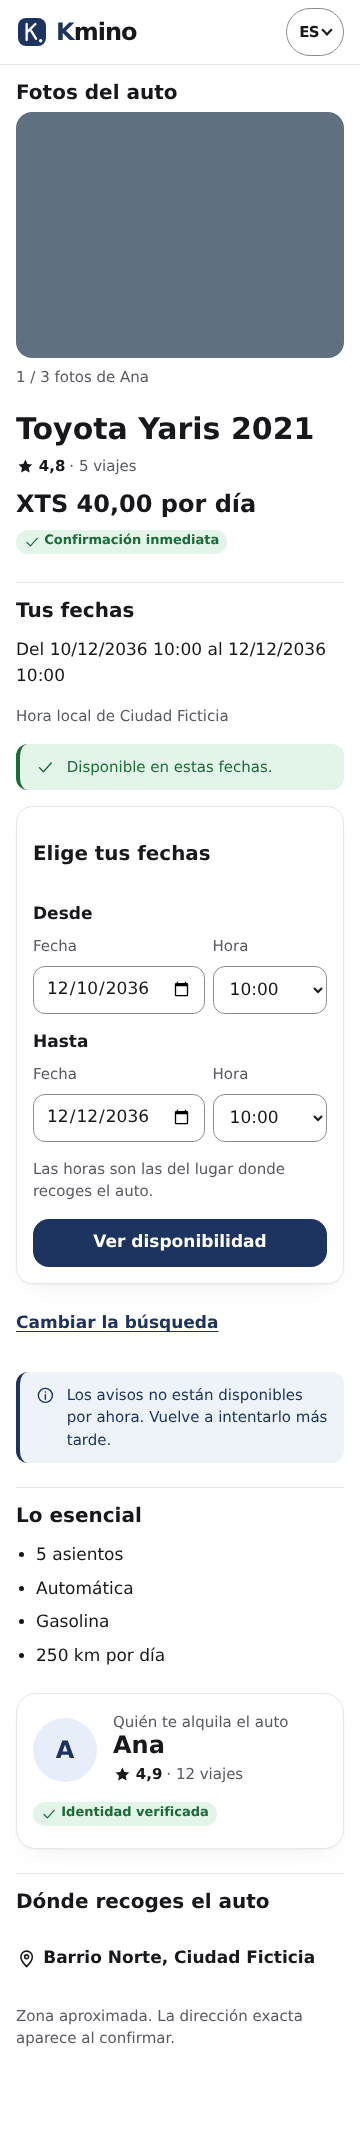 Kmino
ES
Fotos del auto
1 / 3 fotos de Ana
Toyota Yaris 2021
★ 4,8 · 5 viajes
XTS 40,00 por día
Confirmación inmediata
Tus fechas
Del 10/12/2036 10:00 al 12/12/2036
10:00
Hora local de Ciudad Ficticia
Disponible en estas fechas.
Elige tus fechas
Desde
Fecha Hora
12/10/2036 10:00
Hasta
Fecha Hora
12/12/2036 10:00
Las horas son las del lugar donde
recoges el auto.
Ver disponibilidad
Cambiar la búsqueda
Los avisos no están disponibles
por ahora. Vuelve a intentarlo más
tarde.
Lo esencial
• 5 asientos
• Automática
• Gasolina
• 250 km por día
A
Quién te alquila el auto
Ana
★ 4,9 · 12 viajes
Identidad verificada
Dónde recoges el auto
Barrio Norte, Ciudad Ficticia
Zona aproximada. La dirección exacta
aparece al confirmar.